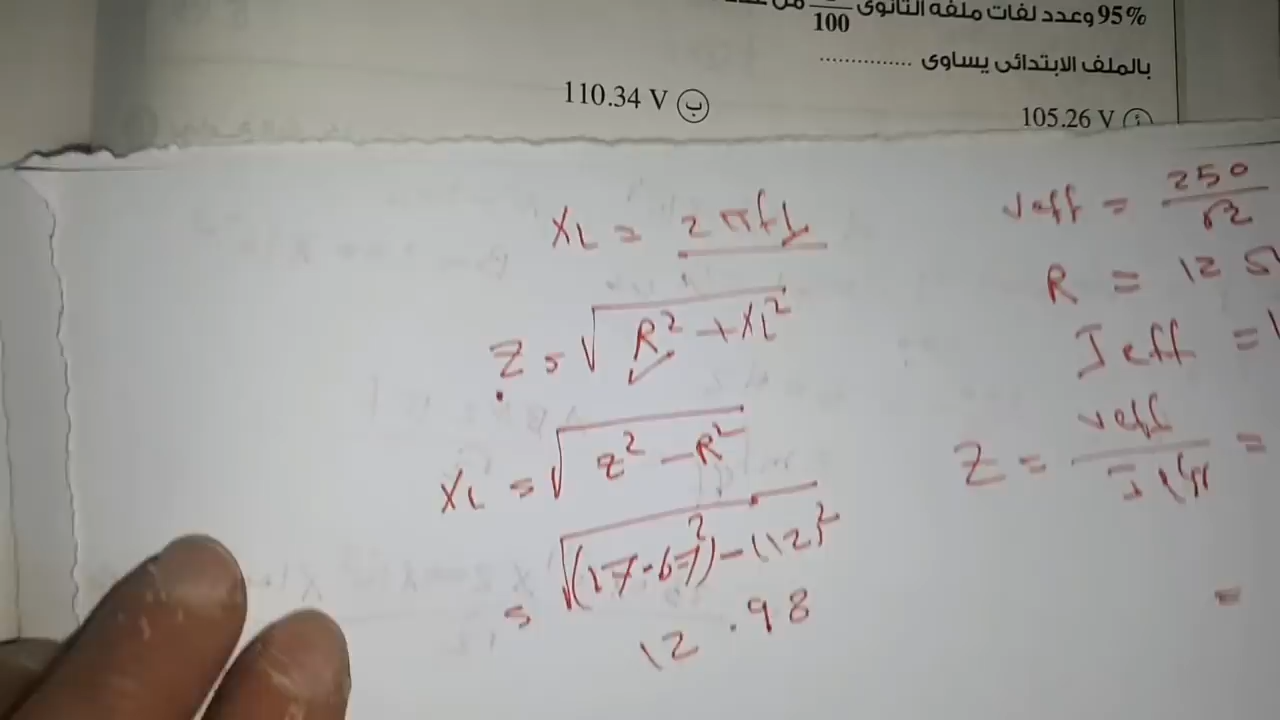 95% وعدد لفات ملفه الثانوى /100 من
بالملف الابتدائى يساوى ..............
أ 105.26 V
ب 110.34 V
XL = 2πfL
Z = √(R² + XL²)
XL = √(Z² - R²)
= √((17.67)² - (12)²
12.98
Veff = 250/√2
R = 12
Ieff =
Z = Veff/Ieff =
=